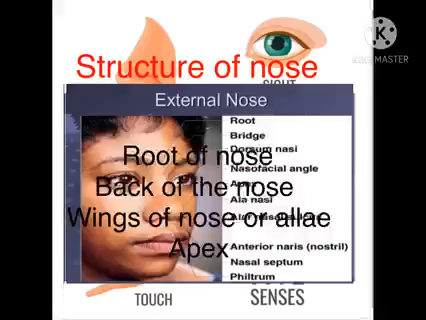 KINEMASTER
Structure of nose
External Nose
Root
Bridge
Dorsum nasi
Root of nose
Nasofacial angle
Back of the nose
Apex
Ala nasi
Wings of nose or allae
Apex
Anterior naris (nostril)
Nasal septum
Philtrum
TOUCH
SENSES